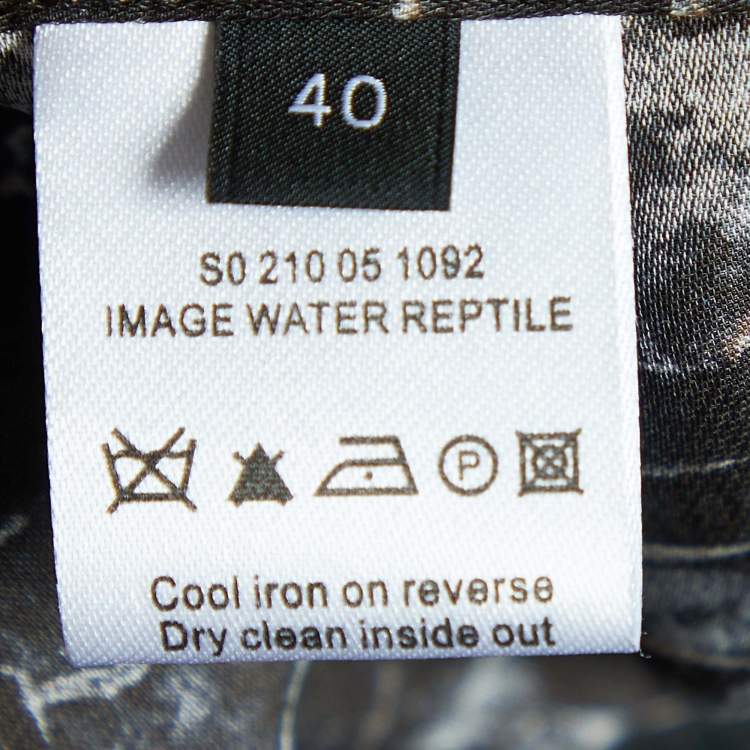 40
S0 210 05 1092
IMAGE WATER REPTILE
P
Cool iron on reverse
Dry clean inside out